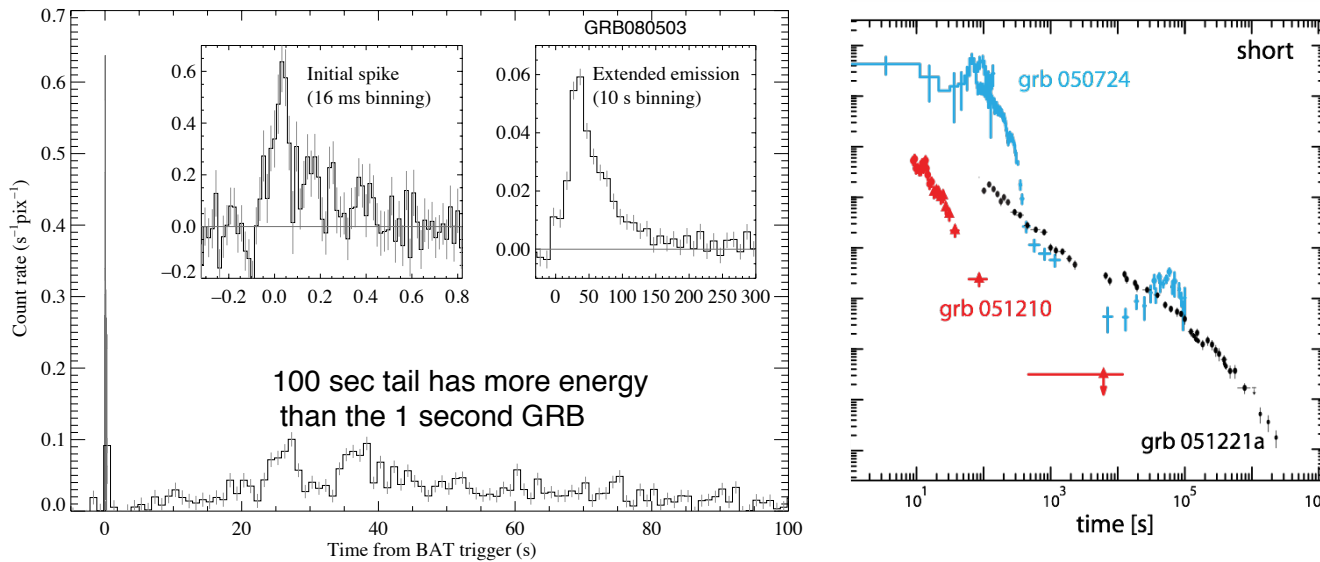 GRB080503
0.7
0.6
0.5
0.4
0.3
0.2
0.1
0.0
Count rate (s⁻¹pix⁻¹)
Initial spike
(16 ms binning)
0.6
0.4
0.2
0.0
−0.2
−0.2 0.0 0.2 0.4 0.6 0.8
Extended emission
(10 s binning)
0.06
0.04
0.02
0.00
0 50 100 150 200 250 300
100 sec tail has more energy
than the 1 second GRB
0 20 40 60 80 100
Time from BAT trigger (s)
short
grb 050724
grb 051210
grb 051221a
10¹ 10³ 10⁵
time [s]